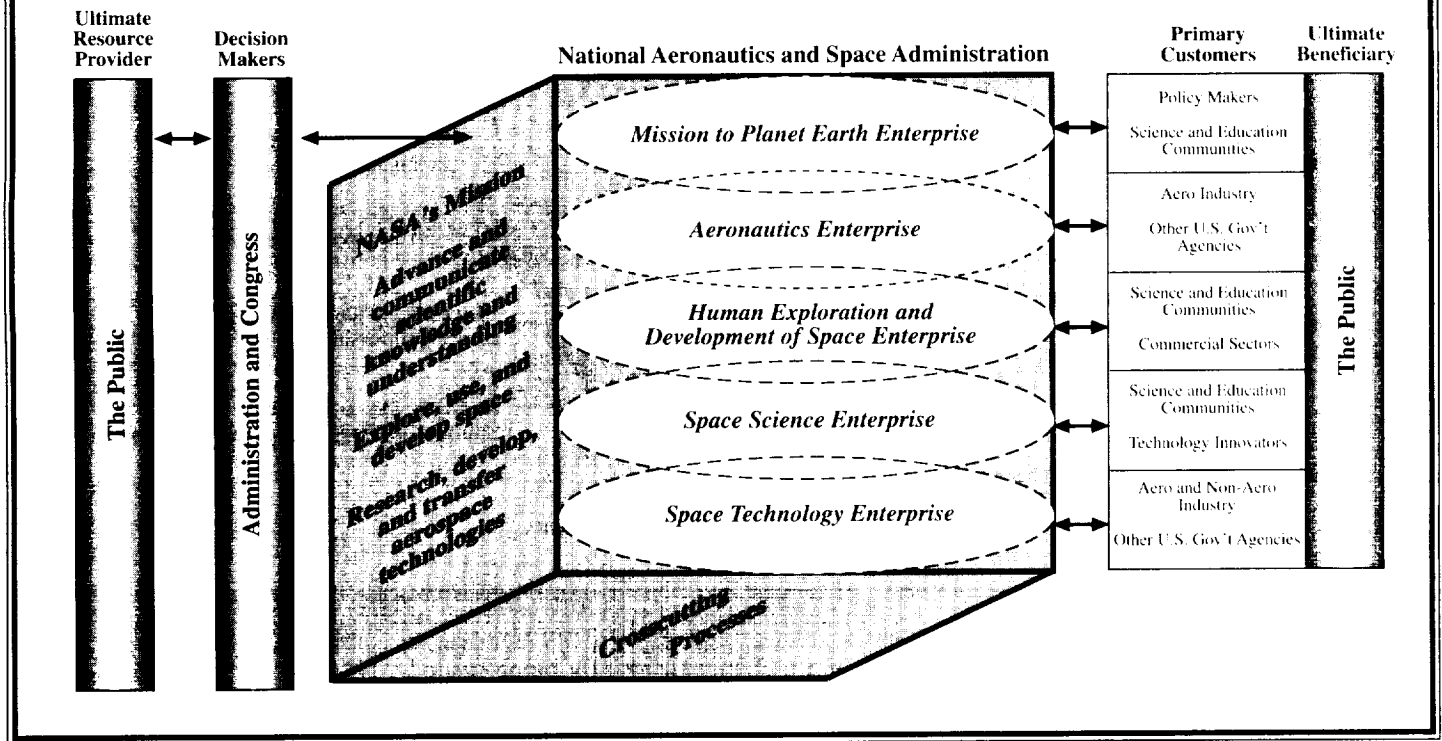 Ultimate
Resource
Provider
Decision
Makers
National Aeronautics and Space Administration
Primary
Customers
Ultimate
Beneficiary
The Public
Administration and Congress
NASA's Mission
Advance and
communicate
scientific
knowledge and
understanding
Explore, use, and
develop space
Research, develop,
and transfer
aerospace
technologies
Mission to Planet Earth Enterprise
Aeronautics Enterprise
Human Exploration and
Development of Space Enterprise
Space Science Enterprise
Space Technology Enterprise
Crosscutting
Processes
Policy Makers
Science and Education
Communities
Aero Industry
Other U.S. Gov't
Agencies
Science and Education
Communities
Commercial Sectors
Science and Education
Communities
Technology Innovators
Aero and Non-Aero
Industry
Other U.S. Gov't Agencies
The Public